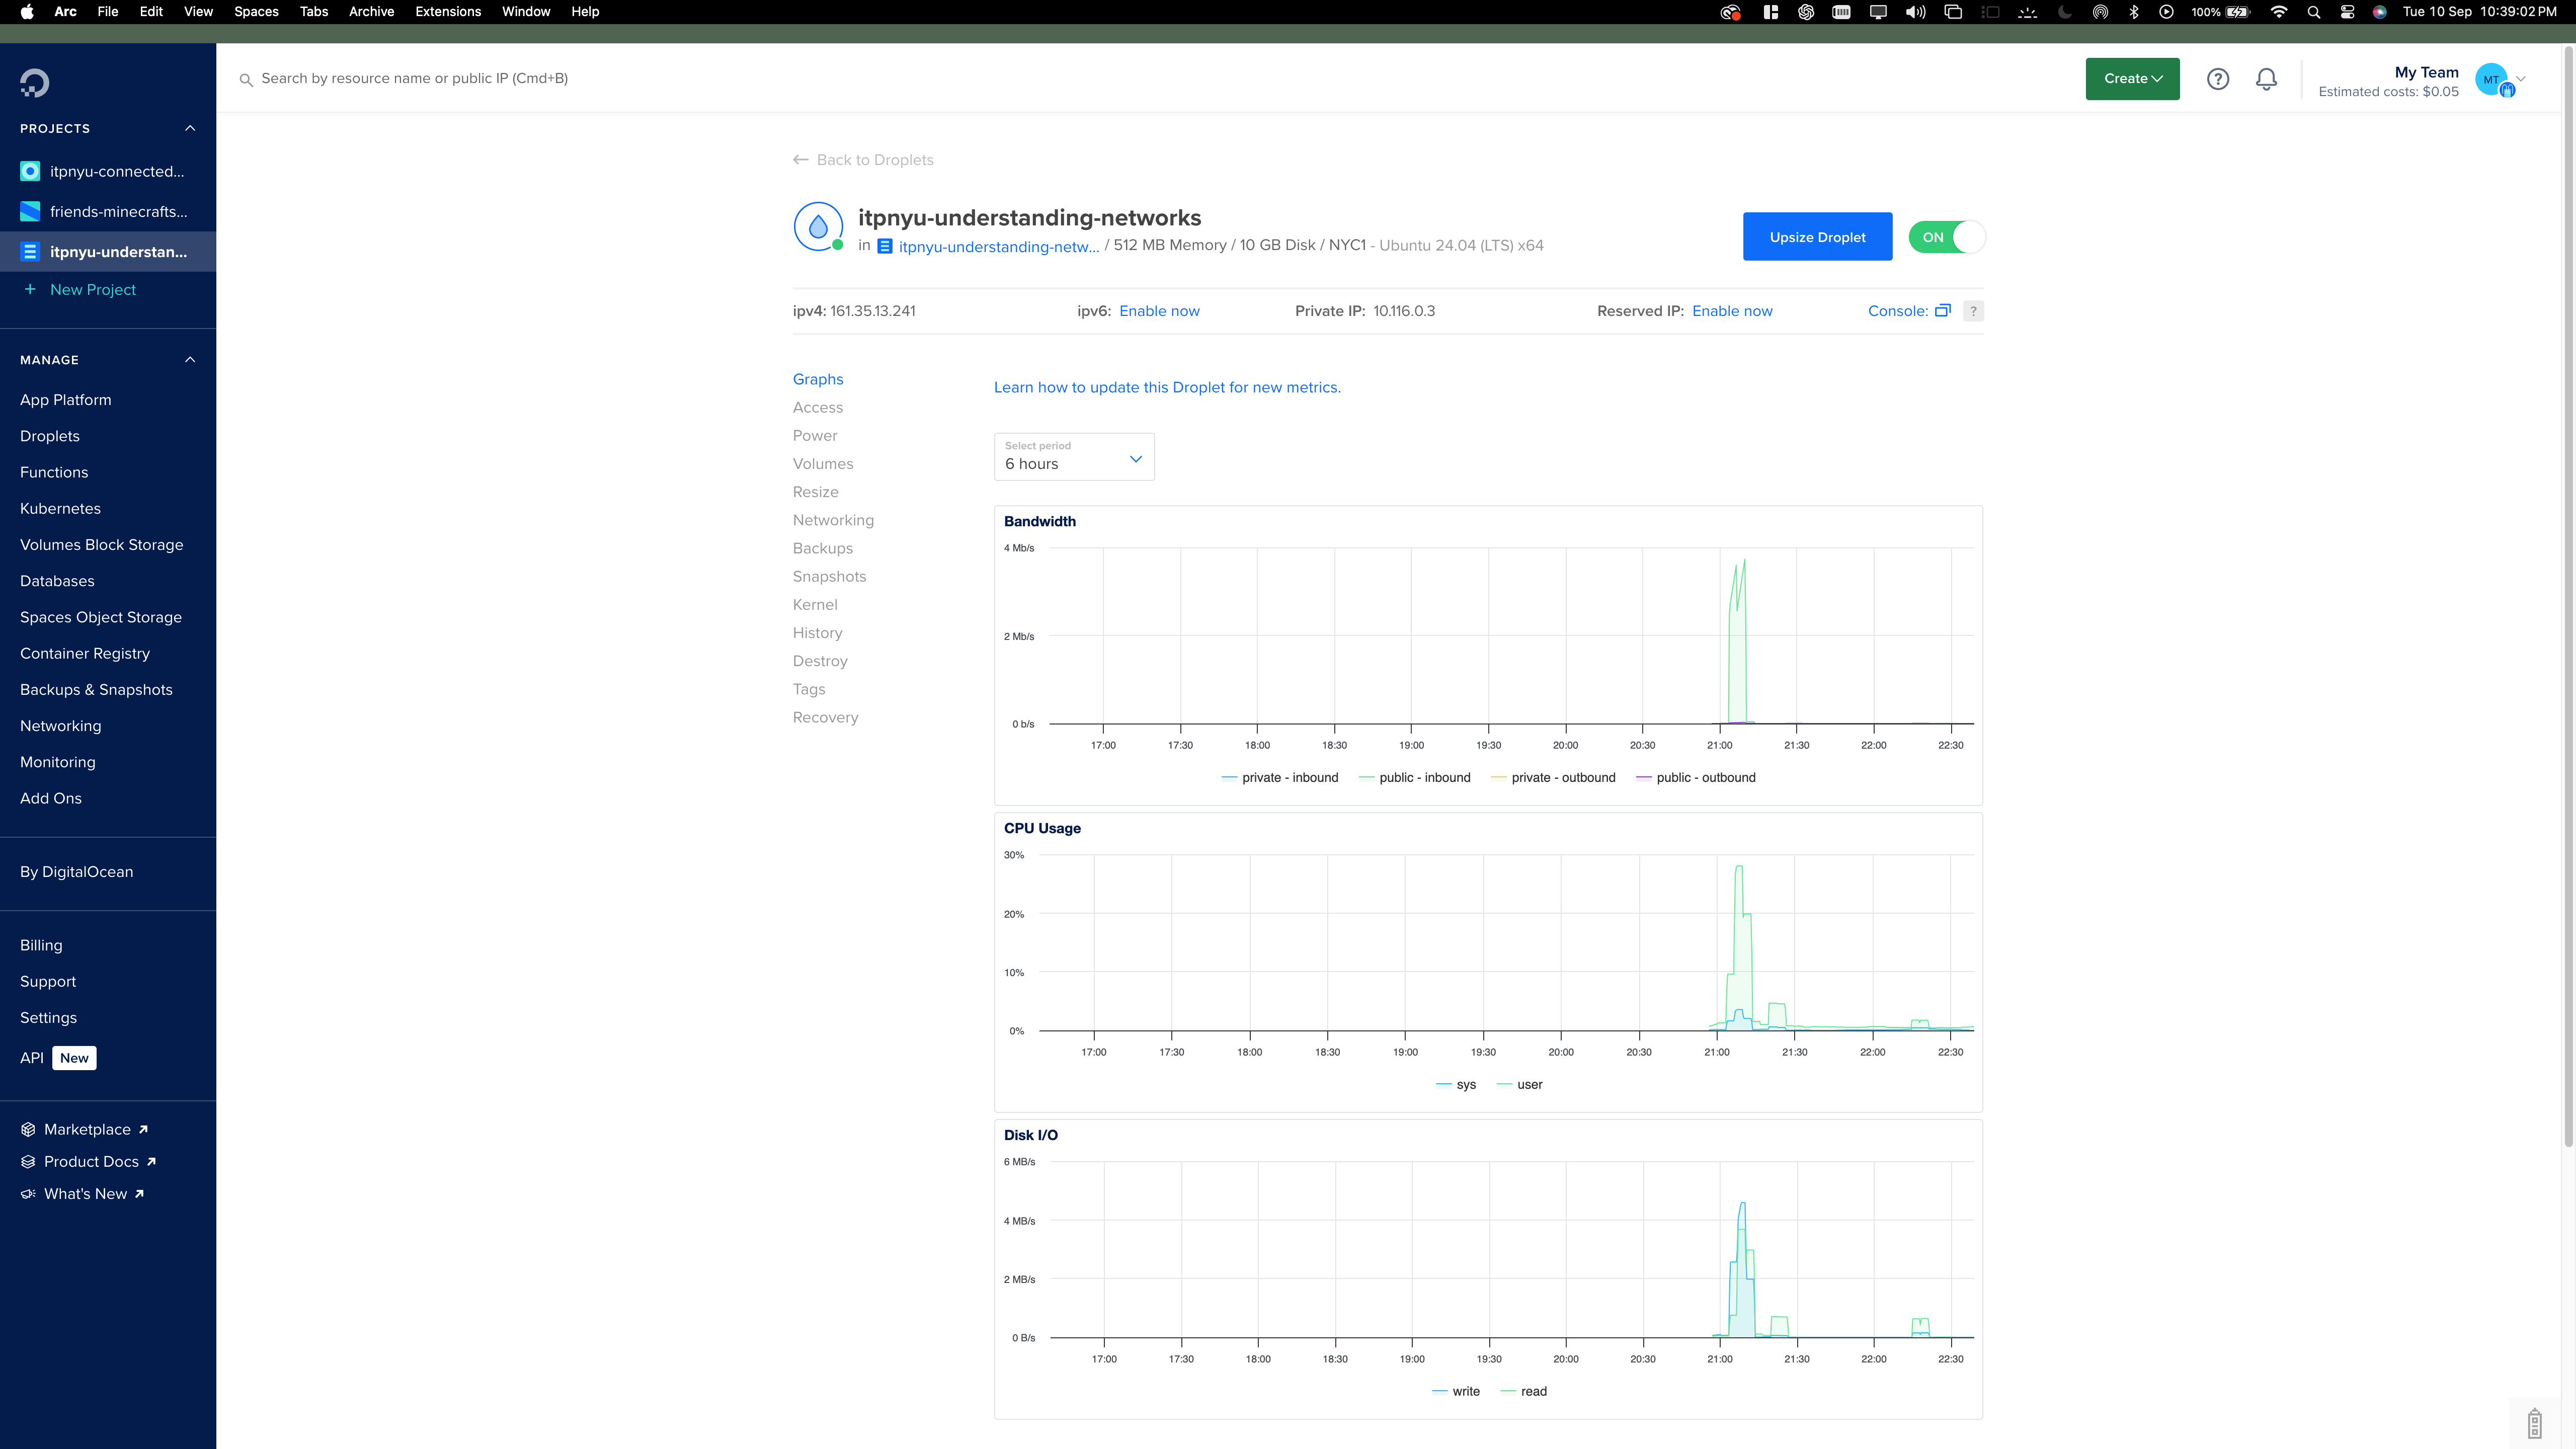 Arc File Edit View Spaces Tabs Archive Extensions Window Help 100% Tue 10 Sep 10:39:02 PM
Search by resource name or public IP (Cmd+B)
Create
My Team
Estimated costs: $0.05
MT
PROJECTS
itpnyu-connected...
friends-minecrafts...
itpnyu-understan...
+ New Project
MANAGE
App Platform
Droplets
Functions
Kubernetes
Volumes Block Storage
Databases
Spaces Object Storage
Container Registry
Backups & Snapshots
Networking
Monitoring
Add Ons
By DigitalOcean
Billing
Support
Settings
API New
Marketplace
Product Docs
What's New
Back to Droplets
itpnyu-understanding-networks
in itpnyu-understanding-netw... / 512 MB Memory / 10 GB Disk / NYC1 - Ubuntu 24.04 (LTS) x64
Upsize Droplet
ON
ipv4: 161.35.13.241 ipv6: Enable now Private IP: 10.116.0.3 Reserved IP: Enable now Console: ?
Graphs
Access
Power
Volumes
Resize
Networking
Backups
Snapshots
Kernel
History
Destroy
Tags
Recovery
Learn how to update this Droplet for new metrics.
Select period
6 hours
Bandwidth
4 Mb/s
2 Mb/s
0 b/s
17:00 17:30 18:00 18:30 19:00 19:30 20:00 20:30 21:00 21:30 22:00 22:30
private - inbound public - inbound private - outbound public - outbound
CPU Usage
30%
20%
10%
0%
17:00 17:30 18:00 18:30 19:00 19:30 20:00 20:30 21:00 21:30 22:00 22:30
sys user
Disk I/O
6 MB/s
4 MB/s
2 MB/s
0 B/s
17:00 17:30 18:00 18:30 19:00 19:30 20:00 20:30 21:00 21:30 22:00 22:30
write read